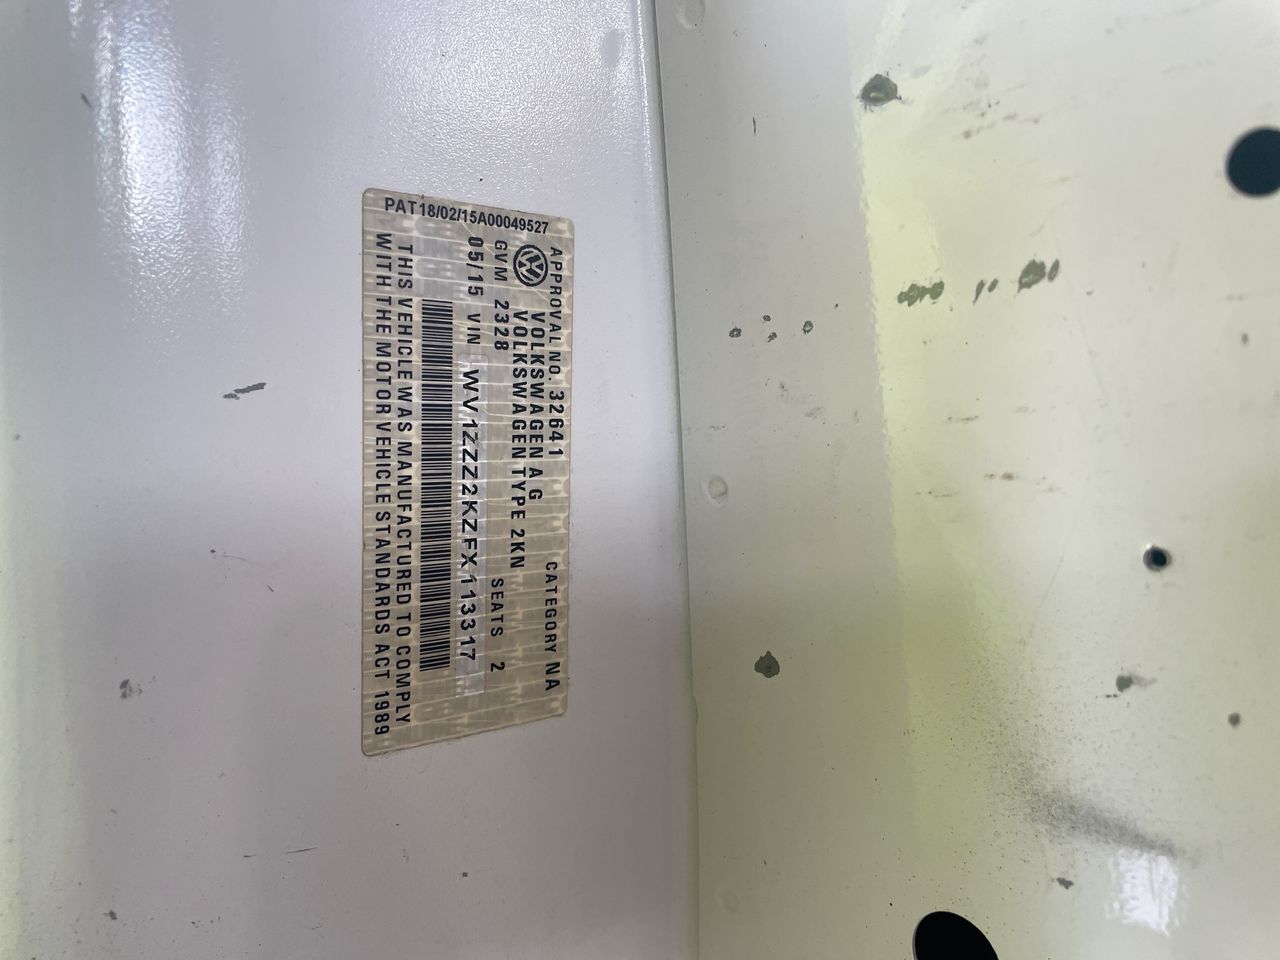 PAT18/02/15A00049527
APPROVAL NO. 32641 CATEGORY NA
VOLKSWAGEN AG
VOLKSWAGEN TYPE 2KN
GVM 2328 SEATS 2
05/15 VIN WV1ZZZ2KZFX113317
THIS VEHICLE WAS MANUFACTURED TO COMPLY
WITH THE MOTOR VEHICLE STANDARDS ACT 1989